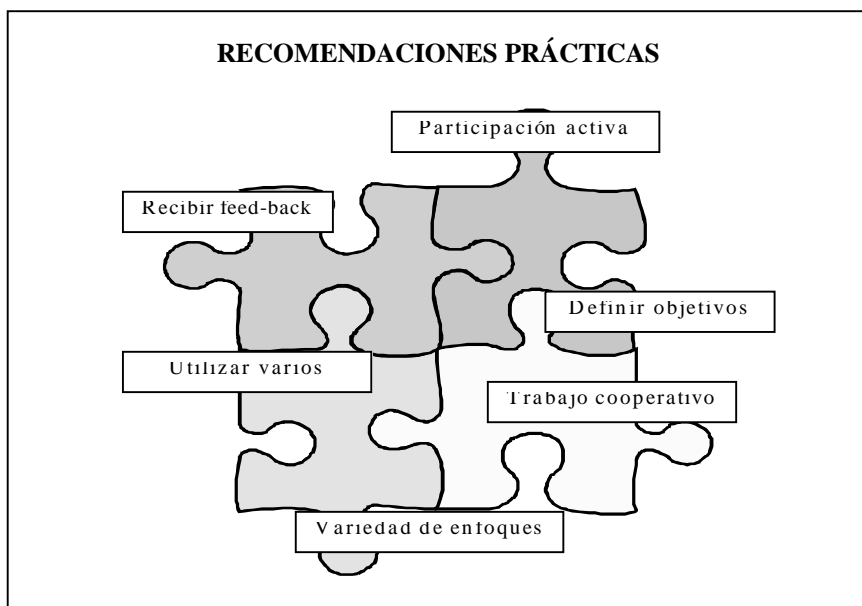 RECOMENDACIONES PRÁCTICAS
Participación activa
Recibir feed-back
Definir objetivos
Utilizar varios
Trabajo cooperativo
Variedad de enfoques